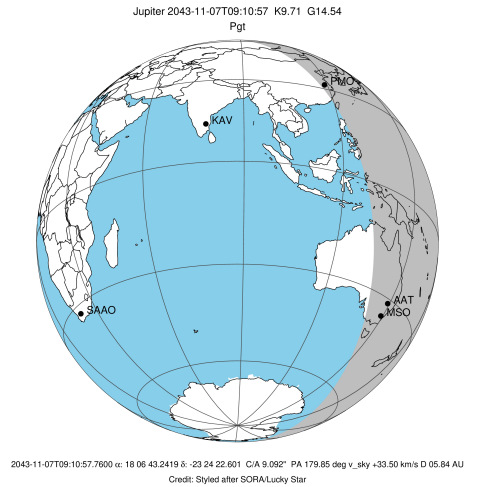 Jupiter 2043-11-07T09:10:57 K9.71 G14.54
Pgt
PMO
KAV
SAAO
AAT
MSO
2043-11-07T09:10:57.7600 α: 18 06 43.2419 δ: -23 24 22.601 C/A 9.092" PA 179.85 deg v_sky +33.50 km/s D 05.84 AU
Credit: Styled after SORA/Lucky Star